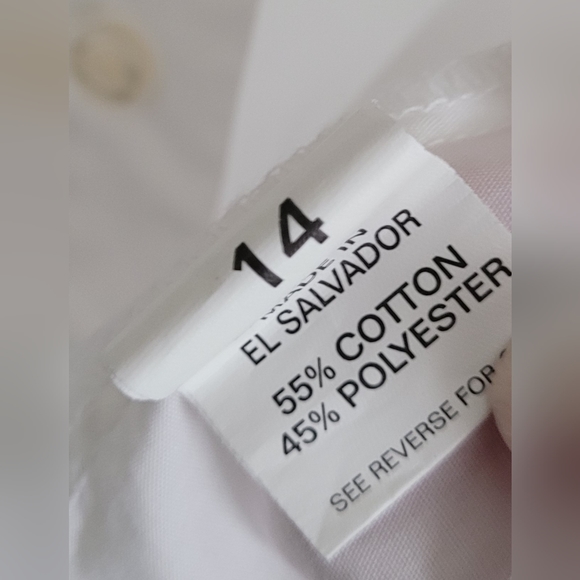 14
MADE IN
EL SALVADOR
55% COTTON
45% POLYESTER
SEE REVERSE FOR